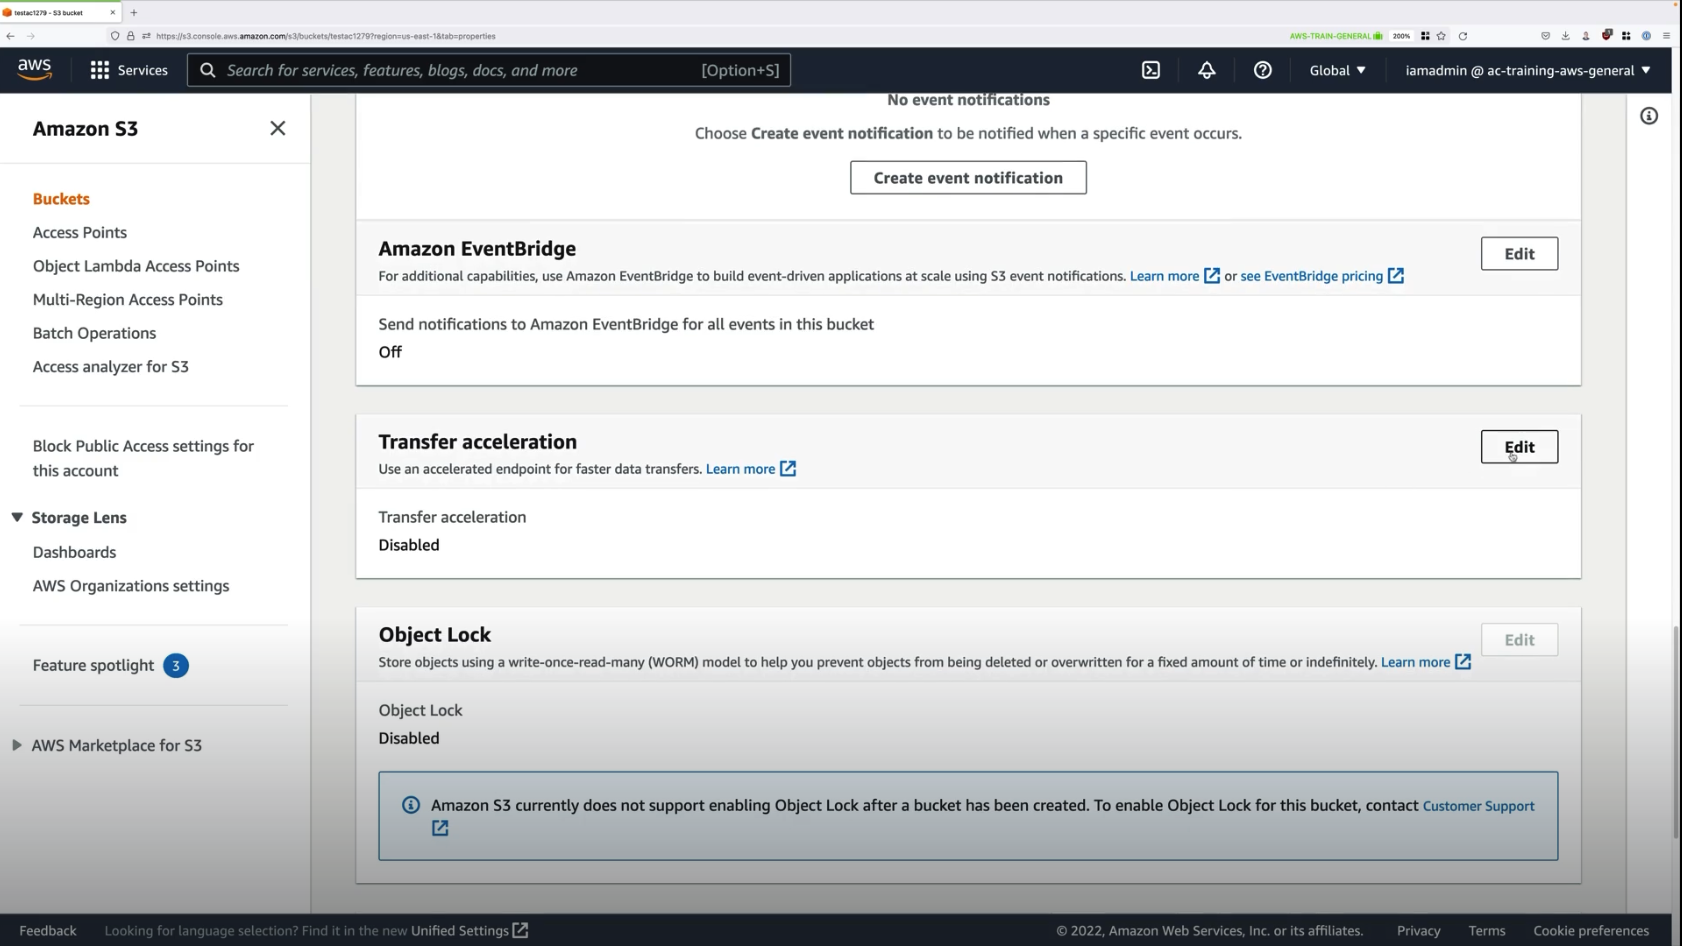 testac1279 - S3 bucket
https://s3.console.aws.amazon.com/s3/buckets/testac1279?region=us-east-1&tab=properties
AWS-TRAIN-GENERAL
200%
aws
Services
Search for services, features, blogs, docs, and more
[Option+S]
Global
iamadmin @ ac-training-aws-general
Amazon S3
Buckets
Access Points
Object Lambda Access Points
Multi-Region Access Points
Batch Operations
Access analyzer for S3
Block Public Access settings for
this account
Storage Lens
Dashboards
AWS Organizations settings
Feature spotlight 3
AWS Marketplace for S3
No event notifications
Choose Create event notification to be notified when a specific event occurs.
Create event notification
Amazon EventBridge
Edit
For additional capabilities, use Amazon EventBridge to build event-driven applications at scale using S3 event notifications. Learn more or see EventBridge pricing
Send notifications to Amazon EventBridge for all events in this bucket
Off
Transfer acceleration
Edit
Use an accelerated endpoint for faster data transfers. Learn more
Transfer acceleration
Disabled
Object Lock
Edit
Store objects using a write-once-read-many (WORM) model to help you prevent objects from being deleted or overwritten for a fixed amount of time or indefinitely. Learn more
Object Lock
Disabled
Amazon S3 currently does not support enabling Object Lock after a bucket has been created. To enable Object Lock for this bucket, contact Customer Support
Feedback
Looking for language selection? Find it in the new Unified Settings
© 2022, Amazon Web Services, Inc. or its affiliates.
Privacy
Terms
Cookie preferences